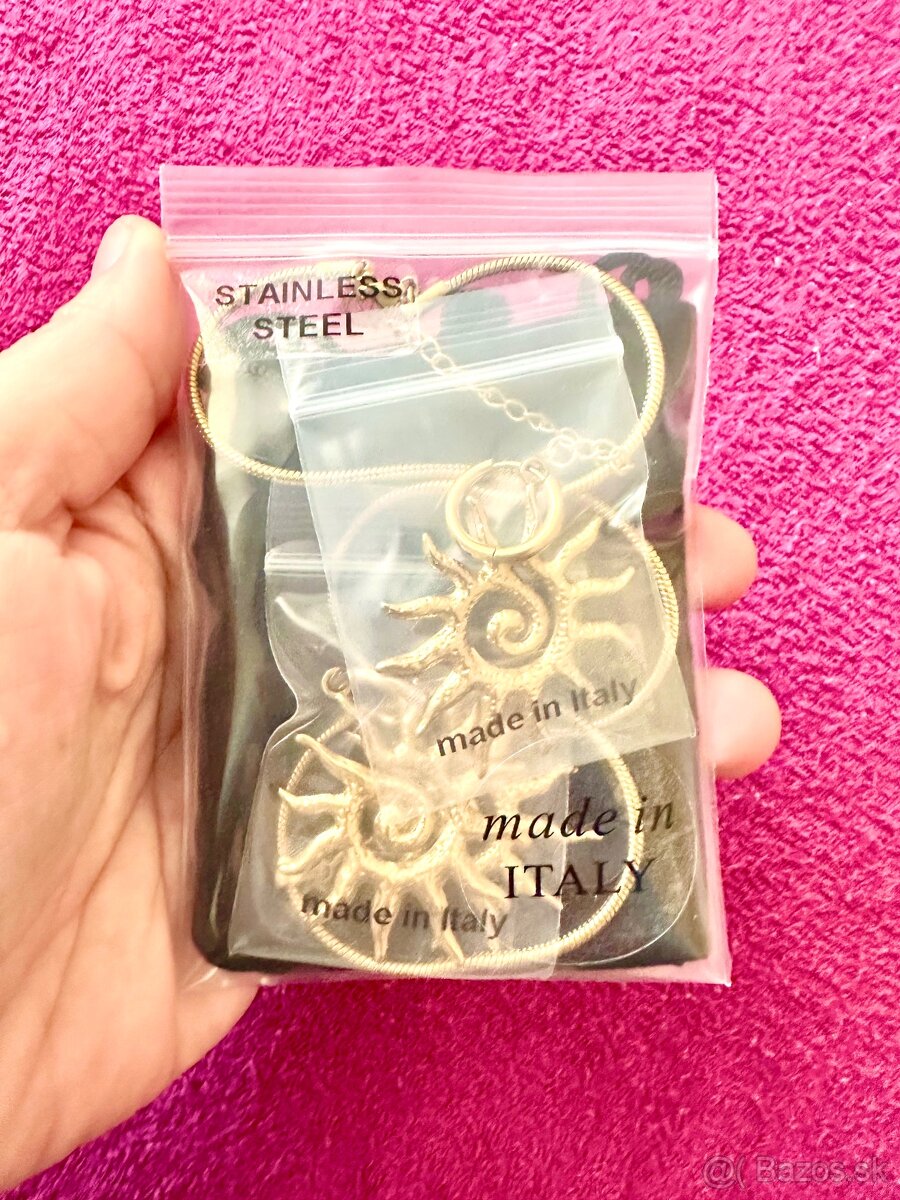 STAINLESS
STEEL
made in Italy
made in
ITALY
made in Italy
@( Bazos.sk